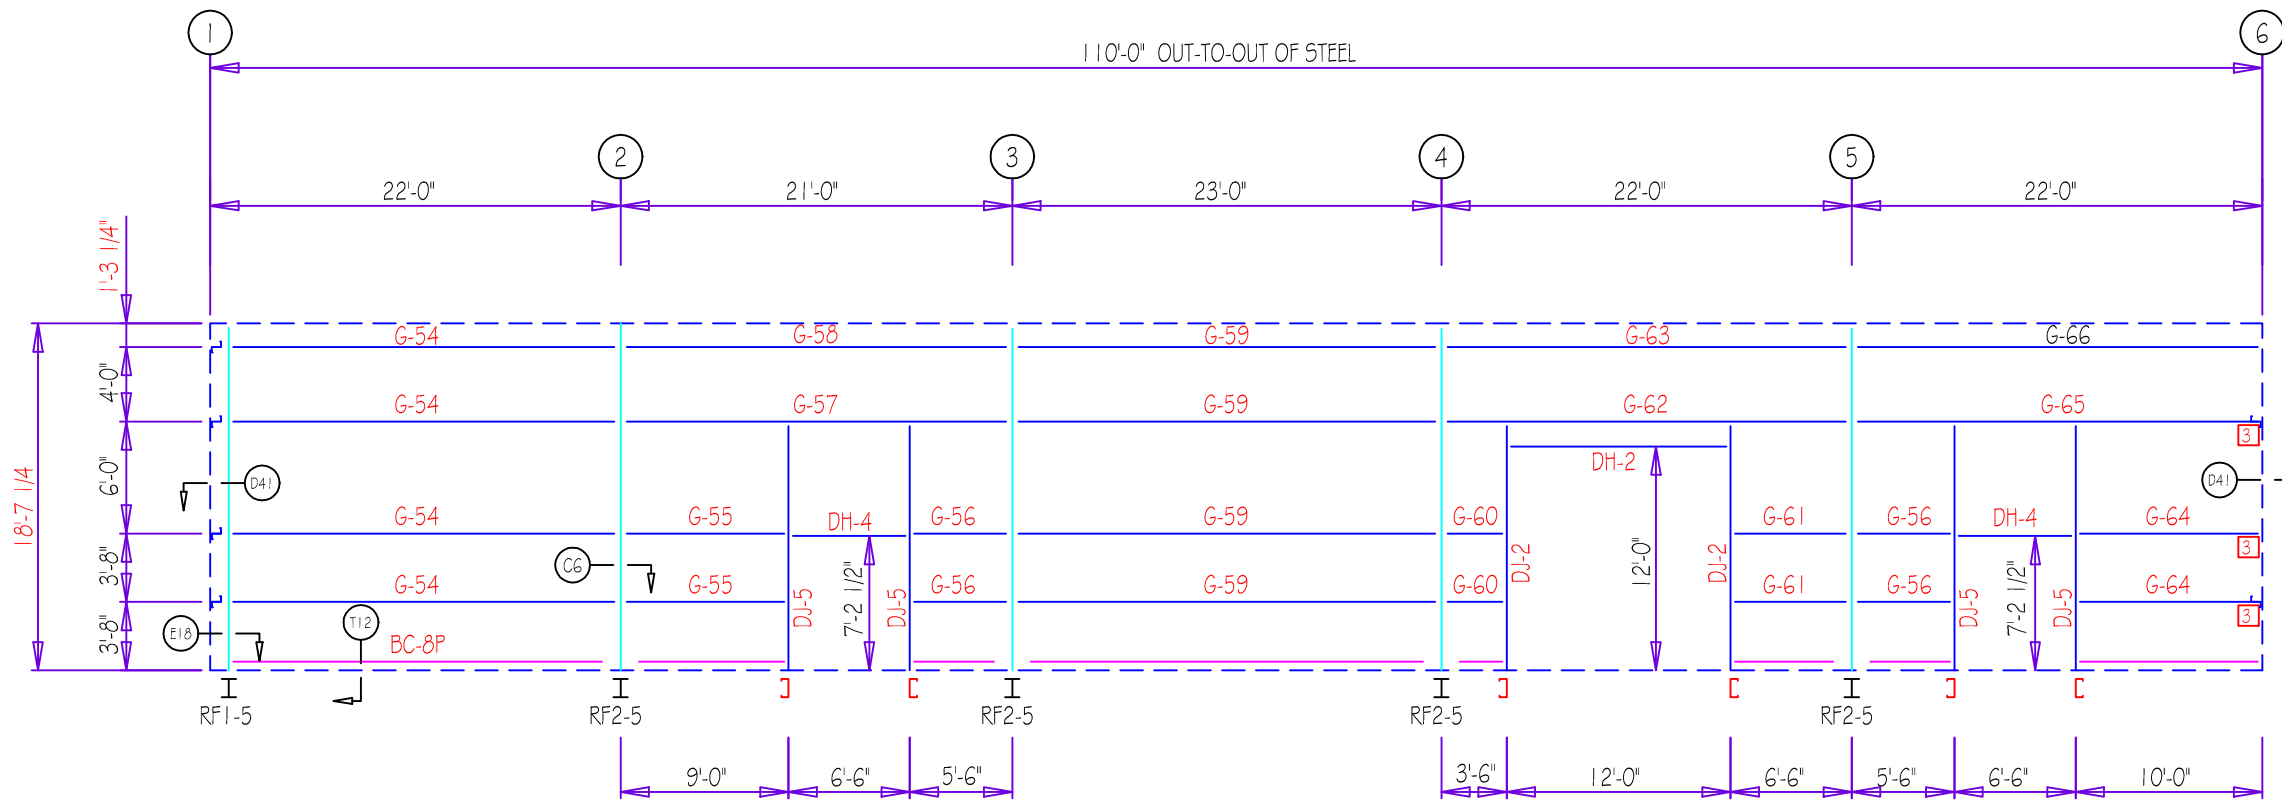 1
6
110'-0" OUT-TO-OUT OF STEEL
2
3
4
5
22'-0"
21'-0"
23'-0"
22'-0"
22'-0"
1'-3 1/4"
G-54
G-58
G-59
G-63
G-66
4'-0"
G-54
G-57
G-59
G-62
G-65
3
DH-2
18'-7 1/4
6'-0"
D41
D41
G-54
G-55
DH-4
G-56
G-59
G-60
G-61
G-56
DH-4
G-64
3
DJ-2
12'-0"
DJ-2
3'-8"
C6
G-54
G-55
G-56
G-59
G-60
G-61
G-56
G-64
DJ-5
7'-2 1/2"
DJ-5
DJ-5
7'-2 1/2"
DJ-5
3
3'-8"
E18
T12
BC-8P
RF1-5
RF2-5
RF2-5
RF2-5
RF2-5
9'-0"
6'-6"
5'-6"
3'-6"
12'-0"
6'-6"
5'-6"
6'-6"
10'-0"